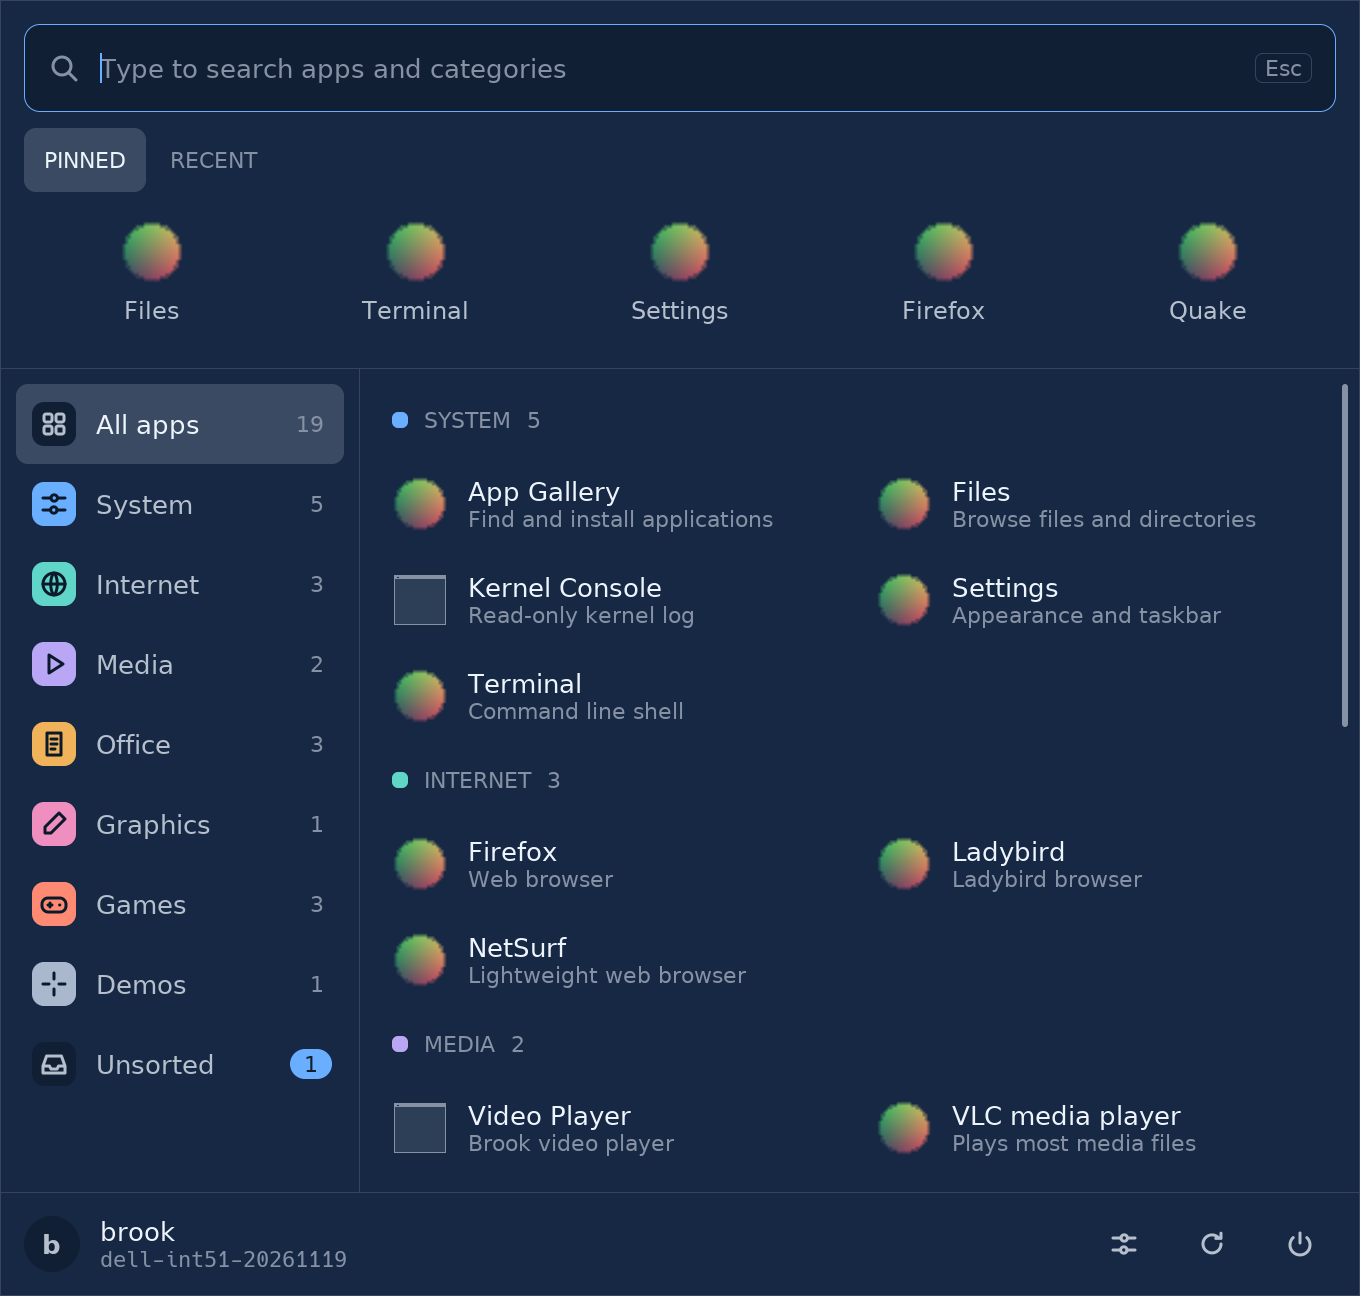 Type to search apps and categories
Esc
PINNED
RECENT
Files
Terminal
Settings
Firefox
Quake
All apps 19
System 5
Internet 3
Media 2
Office 3
Graphics 1
Games 3
Demos 1
Unsorted 1
SYSTEM 5
App Gallery
Find and install applications
Files
Browse files and directories
Kernel Console
Read-only kernel log
Settings
Appearance and taskbar
Terminal
Command line shell
INTERNET 3
Firefox
Web browser
Ladybird
Ladybird browser
NetSurf
Lightweight web browser
MEDIA 2
Video Player
Brook video player
VLC media player
Plays most media files
b
brook
dell-int51-20261119